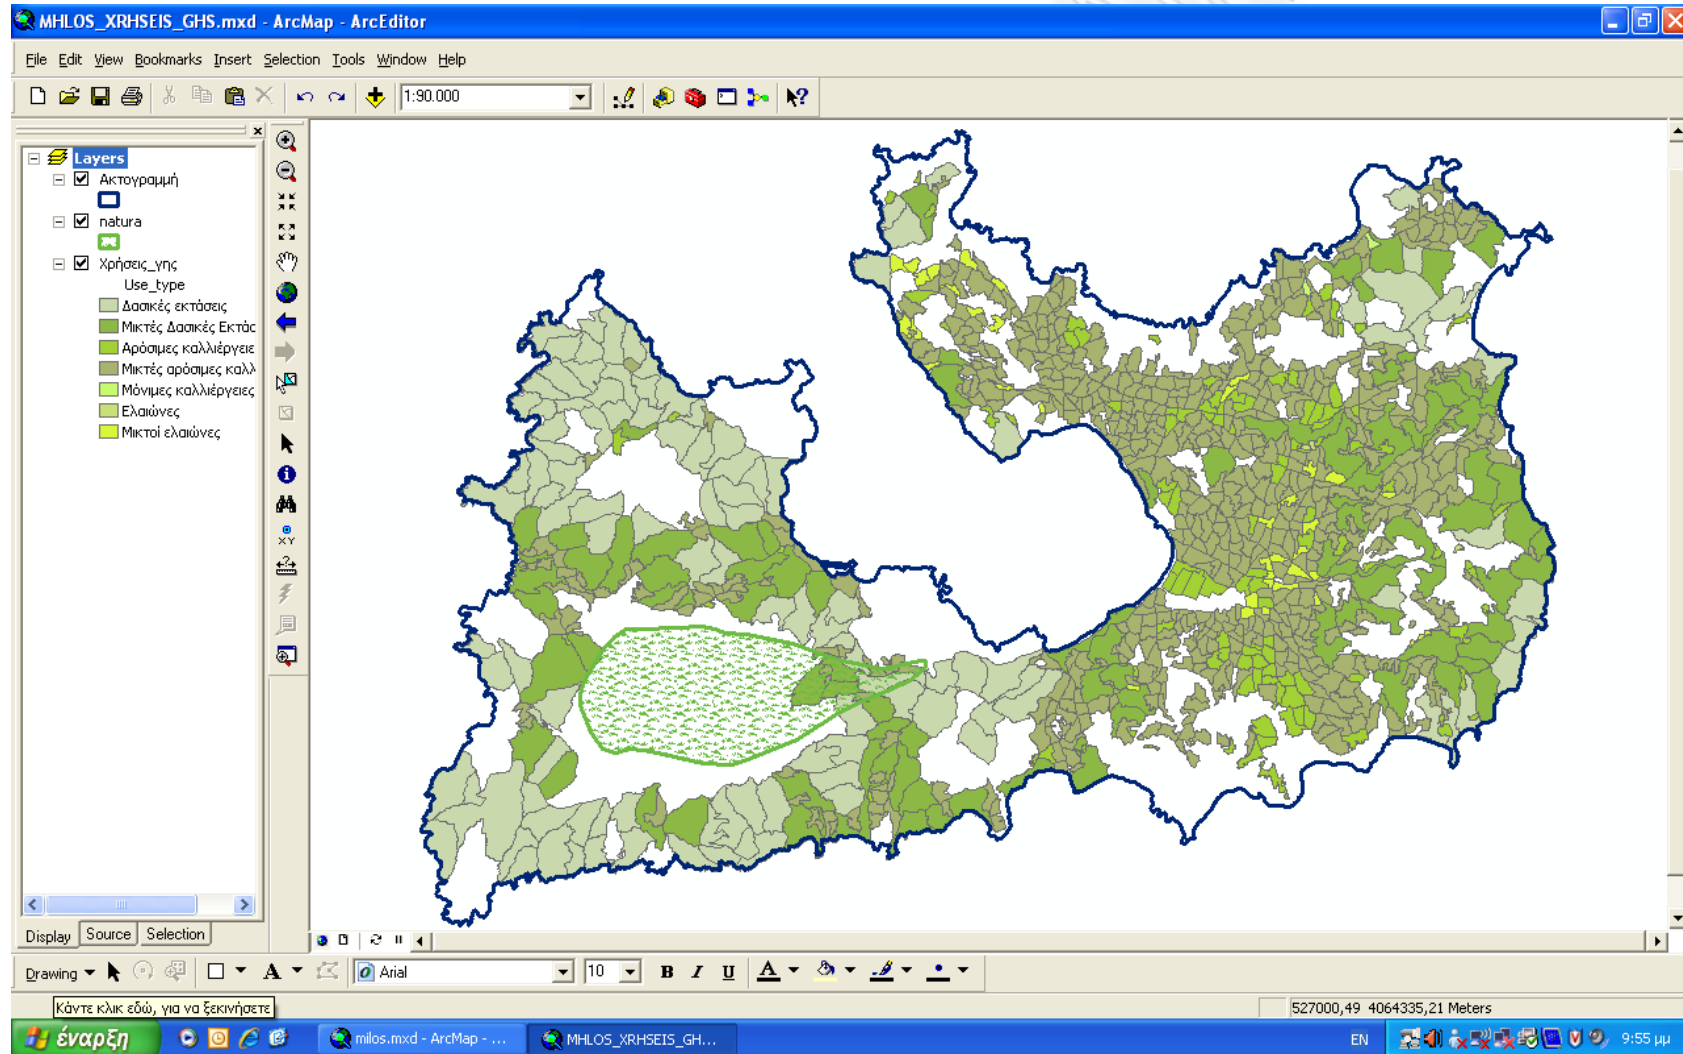 MHLOS_XRHSEIS_GHS.mxd - ArcMap - ArcEditor
File Edit View Bookmarks Insert Selection Tools Window Help
1:90.000
Layers
Ακτογραμμή
natura
Χρήσεις_γης
Use_type
Δασικές εκτάσεις
Μικτές Δασικές Εκτάσ
Αρόσιμες καλλιέργειε
Μικτές αρόσιμες καλλ
Μόνιμες καλλιέργειες
Ελαιώνες
Μικτοί ελαιώνες
XY
Display Source Selection
Drawing A Arial 10 B I U A
Κάντε κλικ εδώ, για να ξεκινήσετε
527000,49 4064335,21 Meters
έναρξη milos.mxd - ArcMap - ... MHLOS_XRHSEIS_GH... EN 9:55 μμ